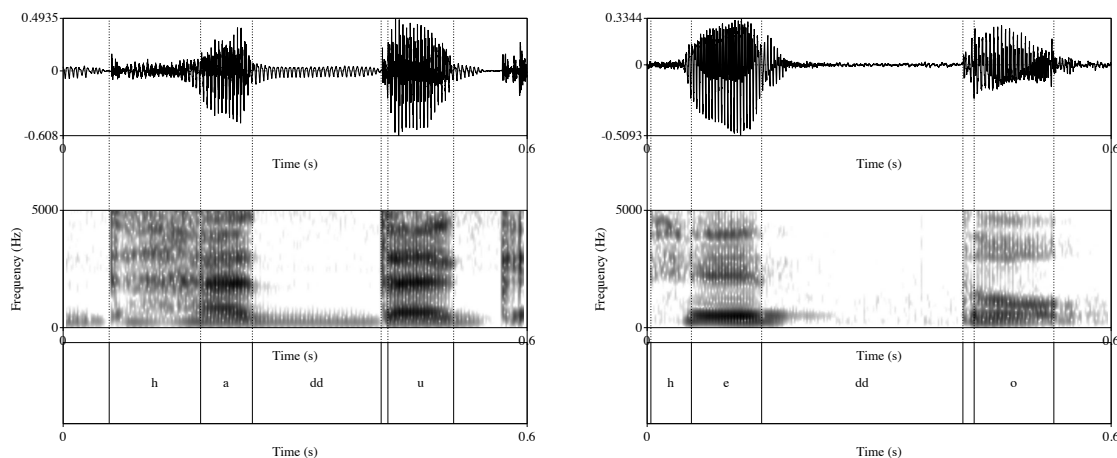 0.4935
0
-0.608
0 0.6
Time (s)
5000
Frequency (Hz)
0
0 0.6
Time (s)
h a dd u
0 0.6
Time (s)
0.3344
0
-0.5093
0 0.6
Time (s)
5000
Frequency (Hz)
0
0 0.6
Time (s)
h e dd o
0 0.6
Time (s)